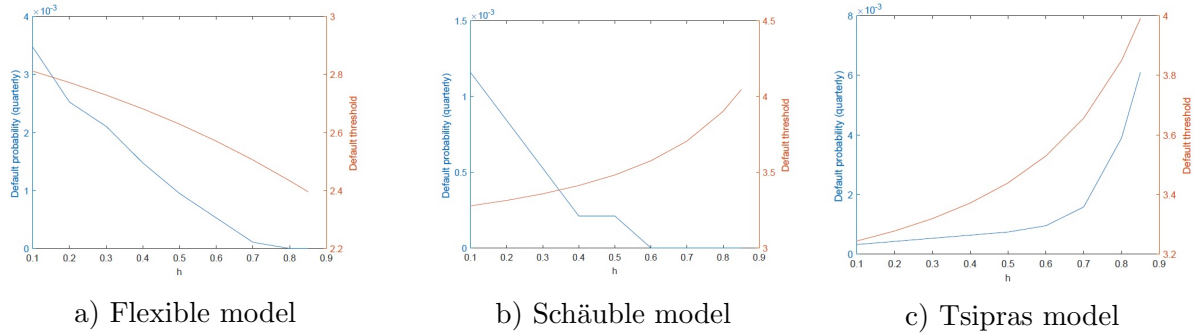 ×10⁻³
4
3
2
1
0
Default probability (quarterly)
3
2.8
2.6
2.4
2.2
Default threshold
0.1 0.2 0.3 0.4 0.5 0.6 0.7 0.8 0.9
h
a) Flexible model
×10⁻³
1.5
1
0.5
0
Default probability (quarterly)
4.5
4
3.5
3
Default threshold
0.1 0.2 0.3 0.4 0.5 0.6 0.7 0.8 0.9
h
b) Schäuble model
×10⁻³
8
6
4
2
0
Default probability (quarterly)
4
3.8
3.6
3.4
3.2
Default threshold
0.1 0.2 0.3 0.4 0.5 0.6 0.7 0.8 0.9
h
c) Tsipras model